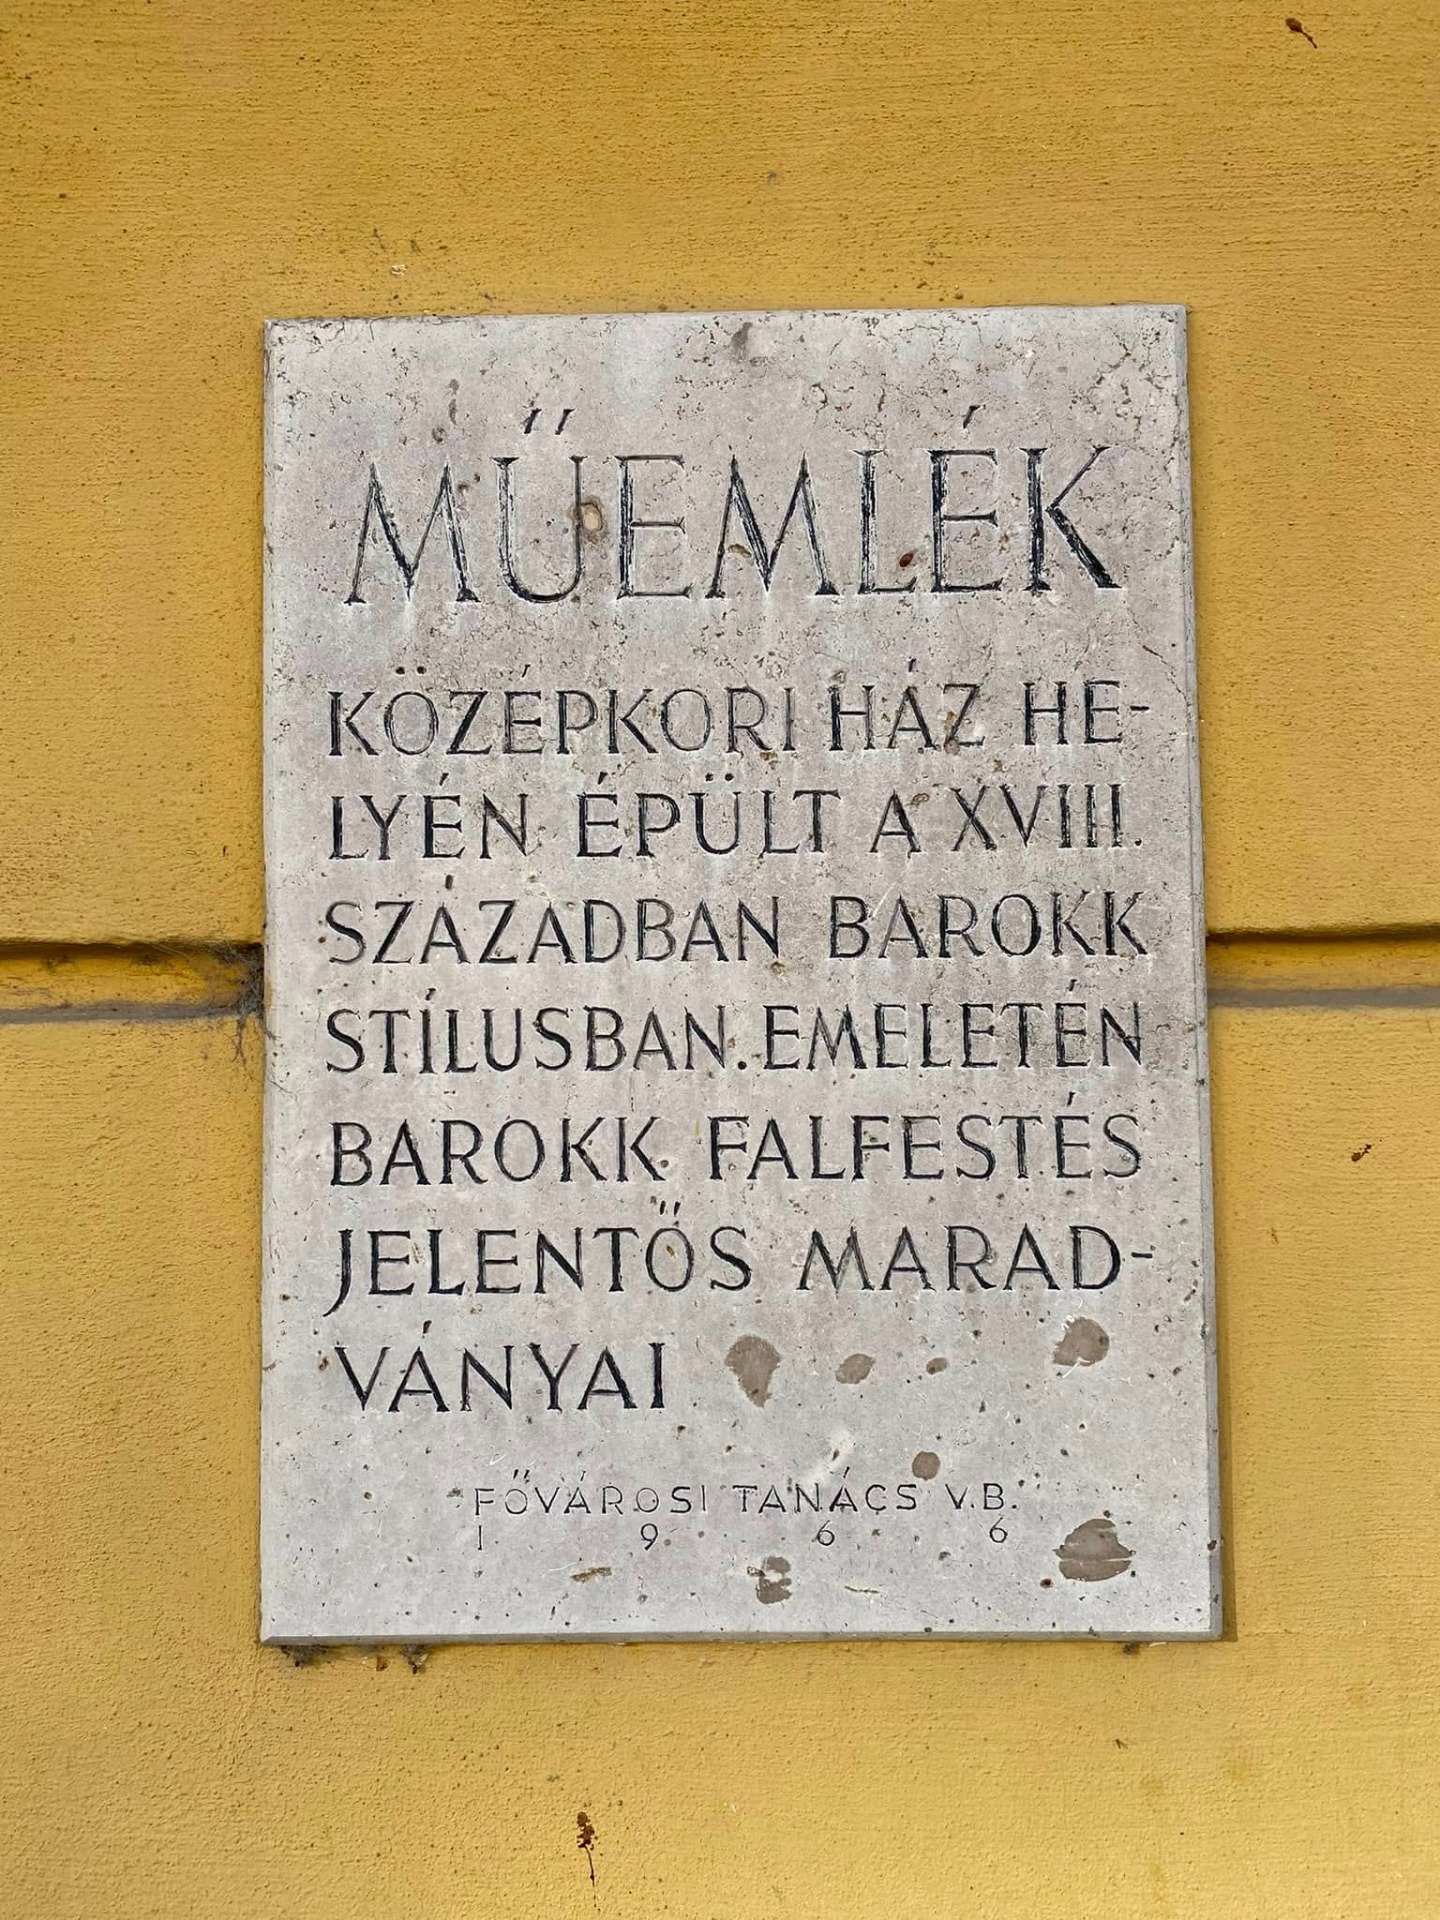 MŰEMLÉK
KÖZÉPKORI HÁZ HE-
LYÉN ÉPÜLT A XVIII.
SZÁZADBAN BAROKK
STÍLUSBAN. EMELETÉN
BAROKK FALFESTÉS
JELENTŐS MARAD-
VÁNYAI
FŐVÁROSI TANÁCS V.B.
1 9 6 6